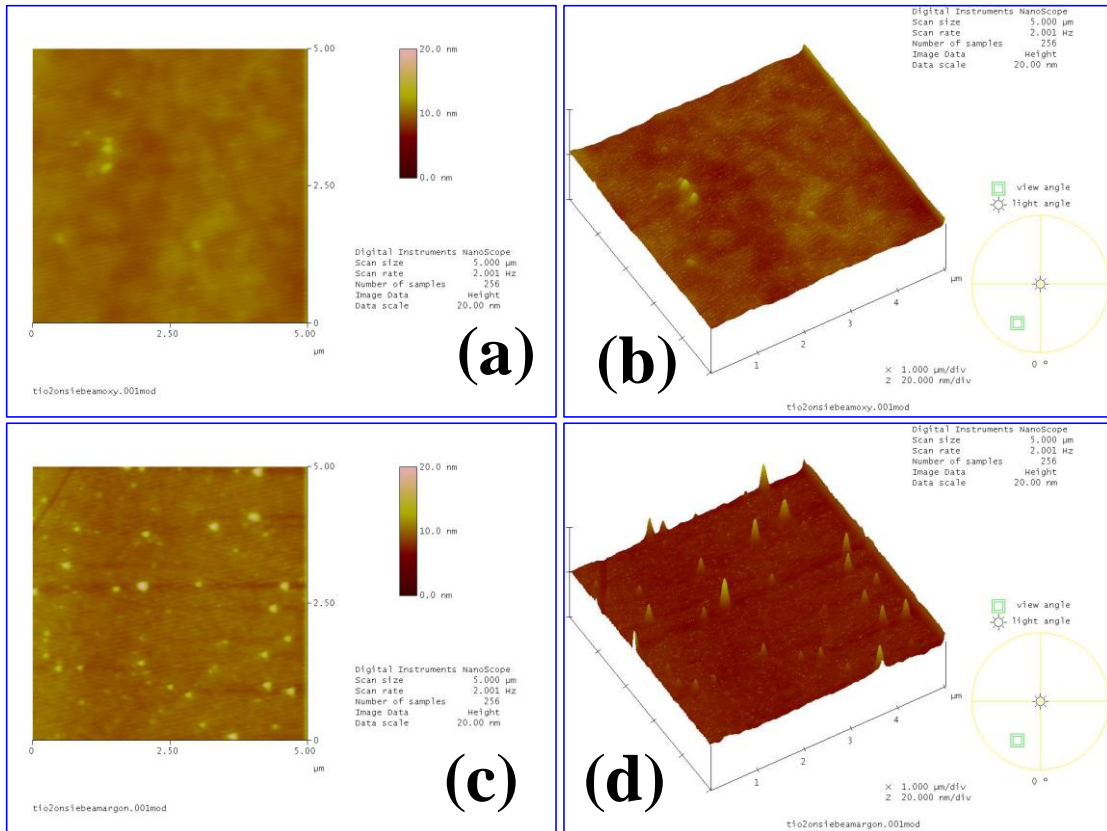 5.00
2.50
0
0
2.50
5.00
μm
20.0 nm
10.0 nm
0.0 nm
Digital Instruments NanoScope
Scan size 5.000 μm
Scan rate 2.001 Hz
Number of samples 256
Image Data Height
Data scale 20.00 nm
(a)
tio2onsiebeamoxy.001mod
Digital Instruments NanoScope
Scan size 5.000 μm
Scan rate 2.001 Hz
Number of samples 256
Image Data Height
Data scale 20.00 nm
view angle
light angle
μm
4
3
2
1
0 °
X 1.000 μm/div
Z 20.000 nm/div
(b)
tio2onsiebeamoxy.001mod
5.00
2.50
0
0
2.50
5.00
μm
20.0 nm
10.0 nm
0.0 nm
Digital Instruments NanoScope
Scan size 5.000 μm
Scan rate 2.001 Hz
Number of samples 256
Image Data Height
Data scale 20.00 nm
(c)
tio2onsiebeamargon.001mod
Digital Instruments NanoScope
Scan size 5.000 μm
Scan rate 2.001 Hz
Number of samples 256
Image Data Height
Data scale 20.00 nm
view angle
light angle
μm
4
3
2
1
0 °
X 1.000 μm/div
Z 20.000 nm/div
(d)
tio2onsiebeamargon.001mod